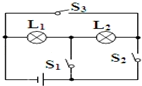 S₃
L₁ L₂
S₁ S₂